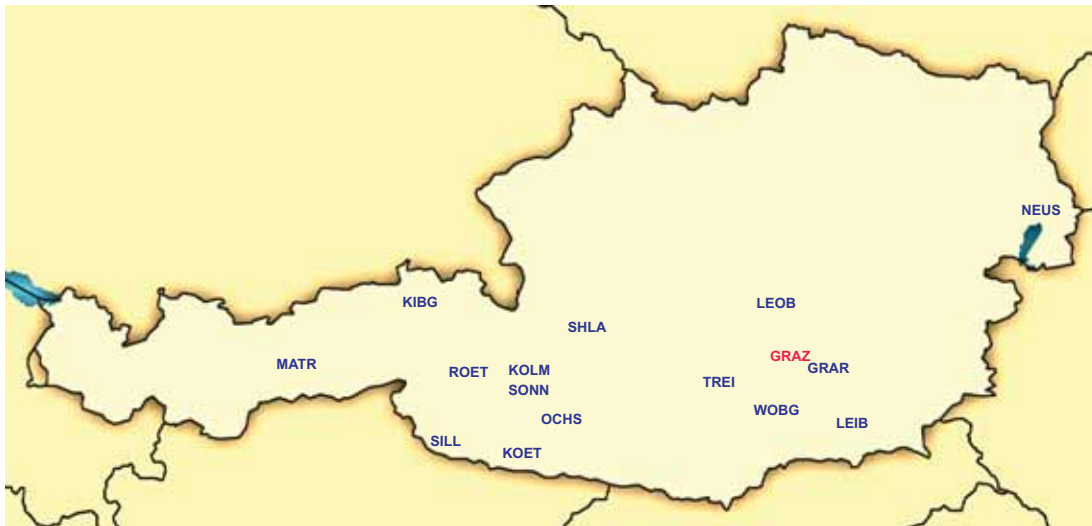 NEUS
KIBG
LEOB
SHLA
GRAZ
MATR
ROET
KOLM
GRAR
TREI
SONN
WOBG
OCHS
LEIB
SILL
KOET